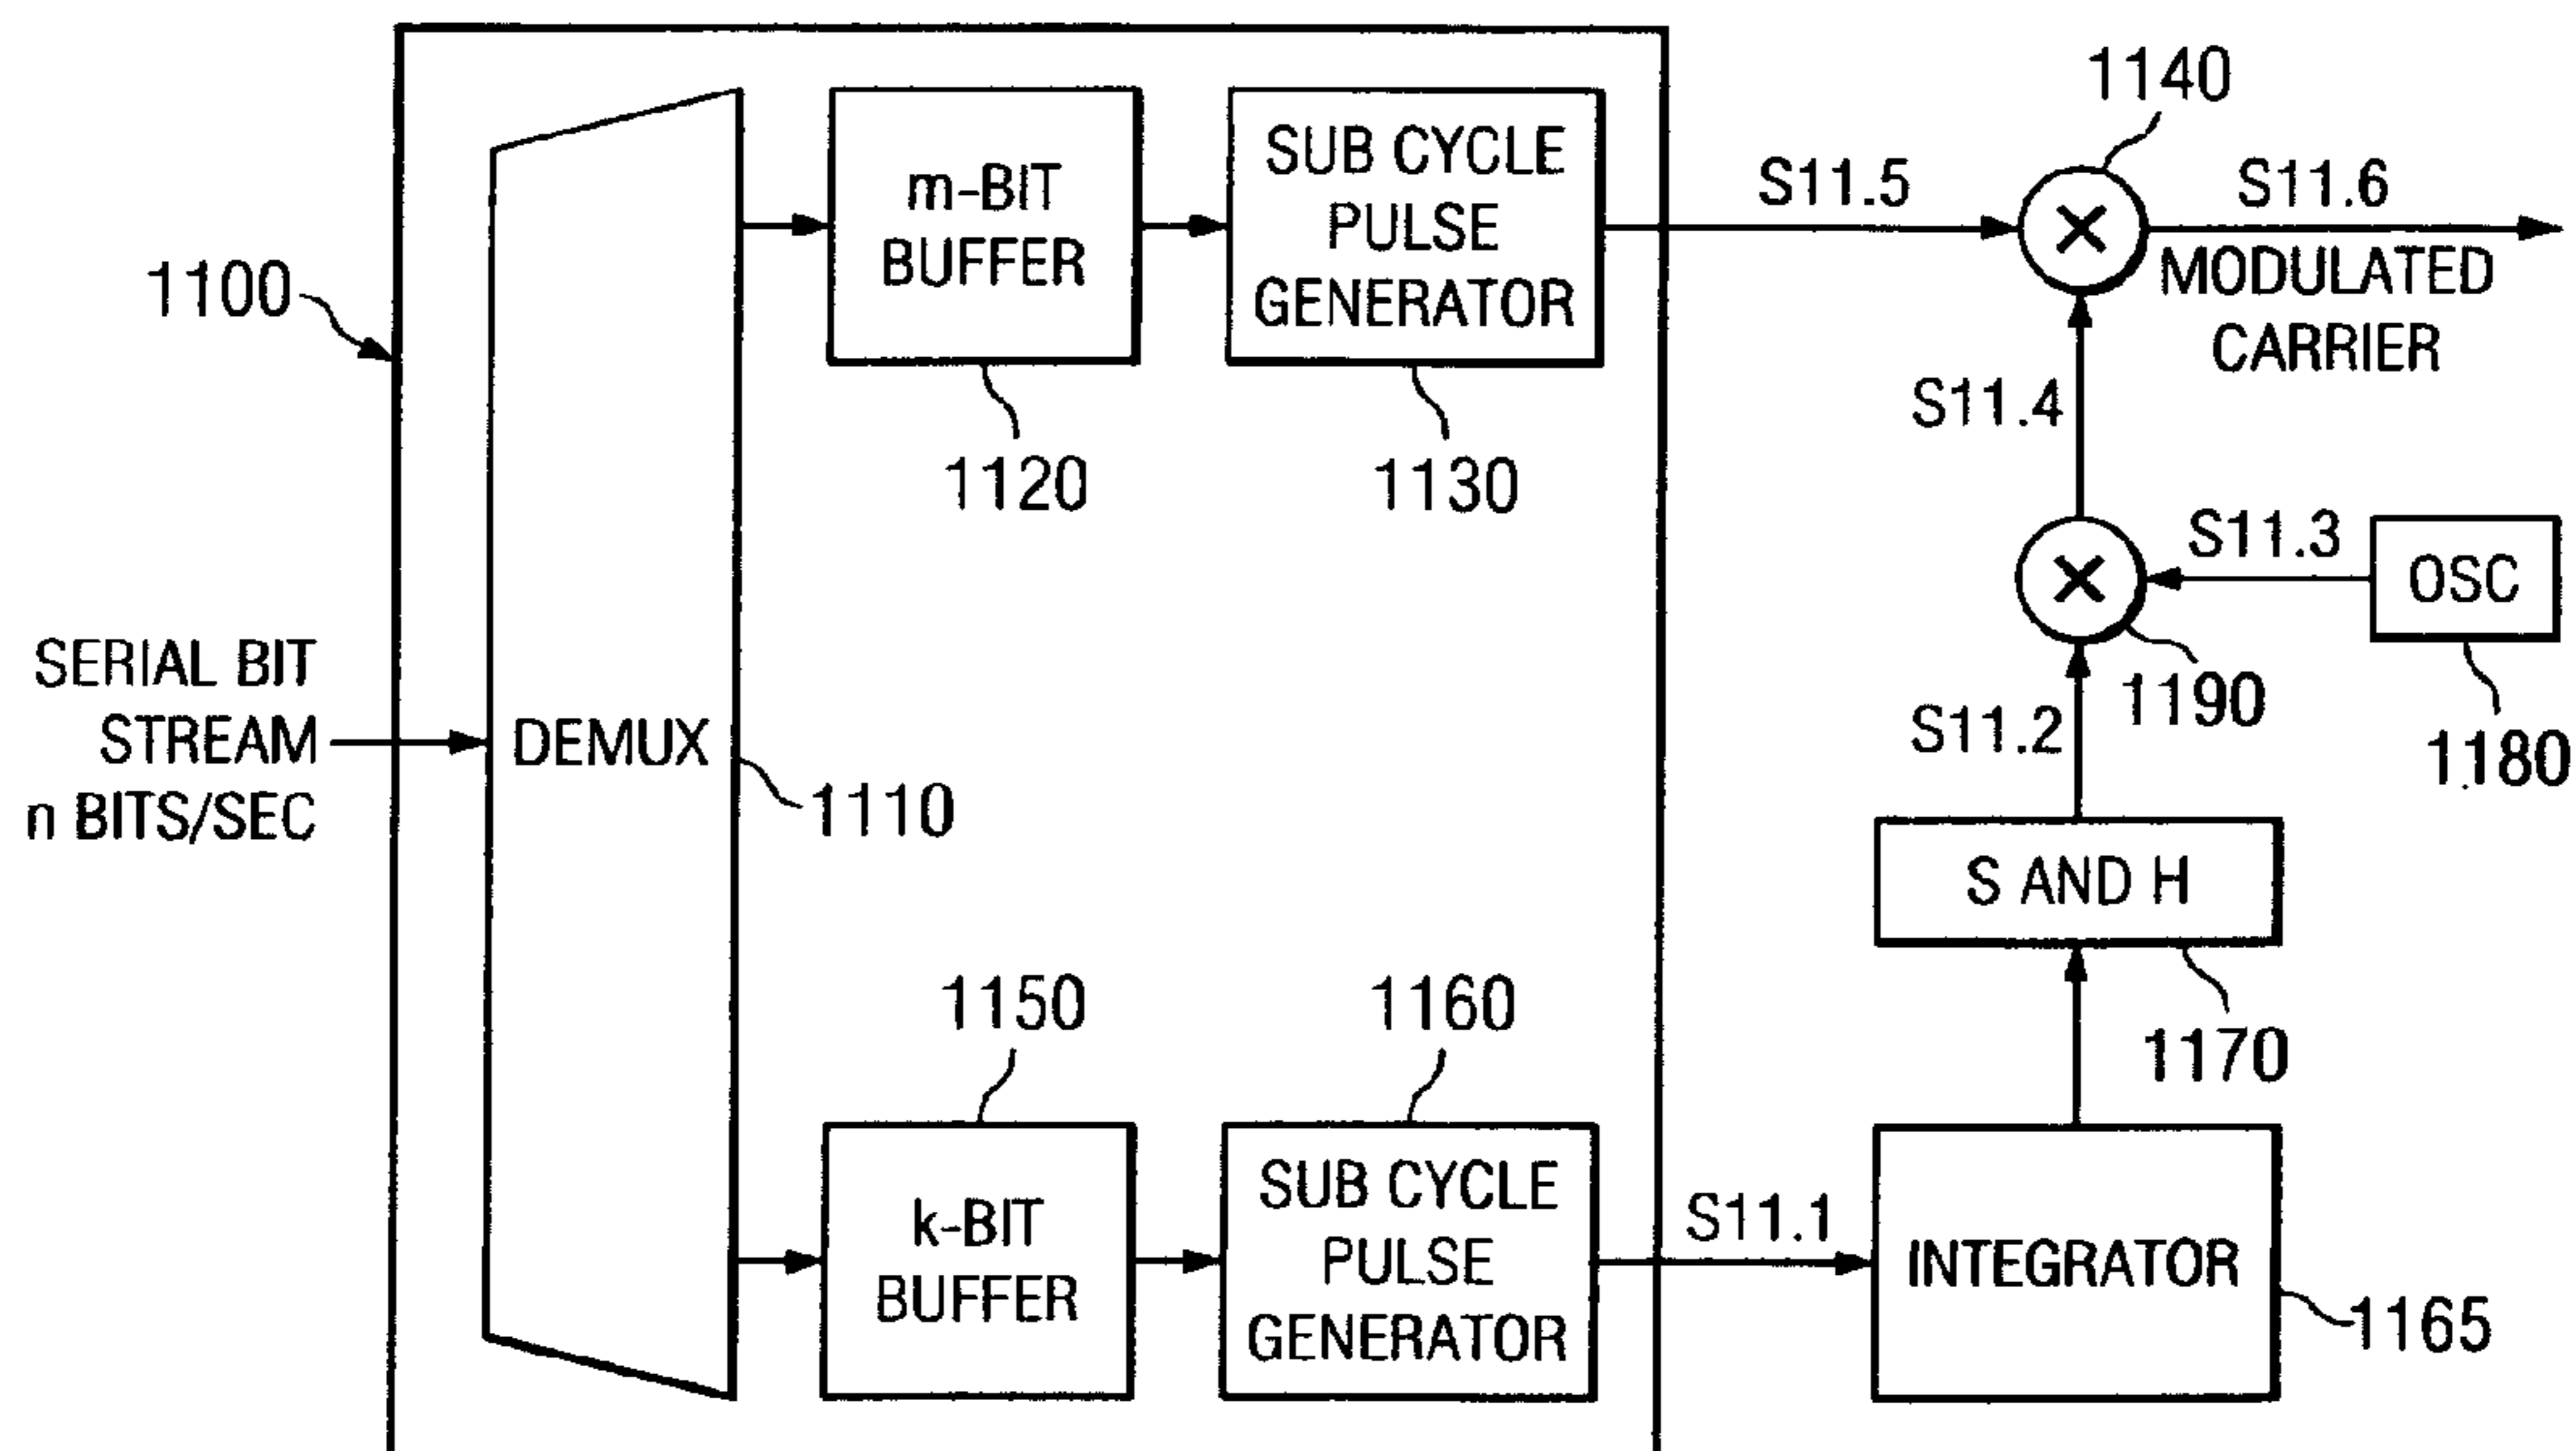 1100
SERIAL BIT
STREAM
n BITS/SEC
DEMUX
1110
m-BIT
BUFFER
1120
SUB CYCLE
PULSE
GENERATOR
1130
S11.5
1140
S11.6
MODULATED
CARRIER
S11.4
S11.3
OSC
1180
1190
S11.2
S AND H
1170
1150
k-BIT
BUFFER
1160
SUB CYCLE
PULSE
GENERATOR
S11.1
INTEGRATOR
1165